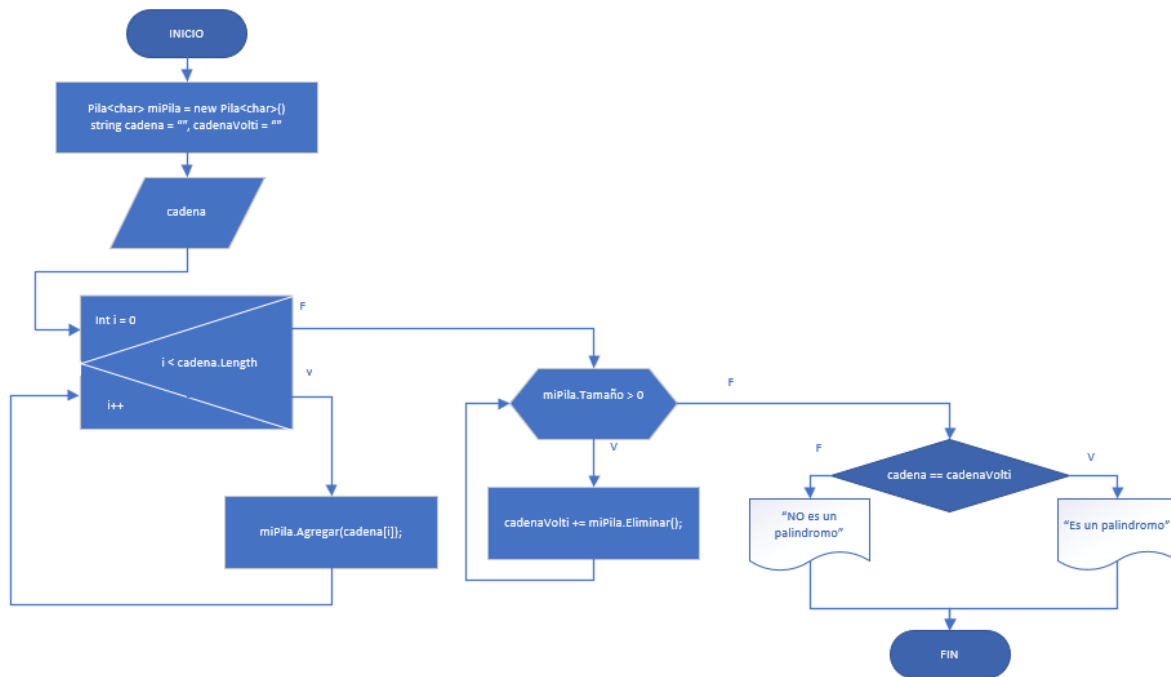 INICIO
Pila<char> miPila = new Pila<char>()
string cadena = “”, cadenaVolti = “”
cadena
Int i = 0
i < cadena.Length
i++
F
v
miPila.Agregar(cadena[i]);
miPila.Tamaño > 0
F
V
cadenaVolti += miPila.Eliminar();
cadena == cadenaVolti
F
V
“NO es un
palindromo”
“Es un palindromo”
FIN